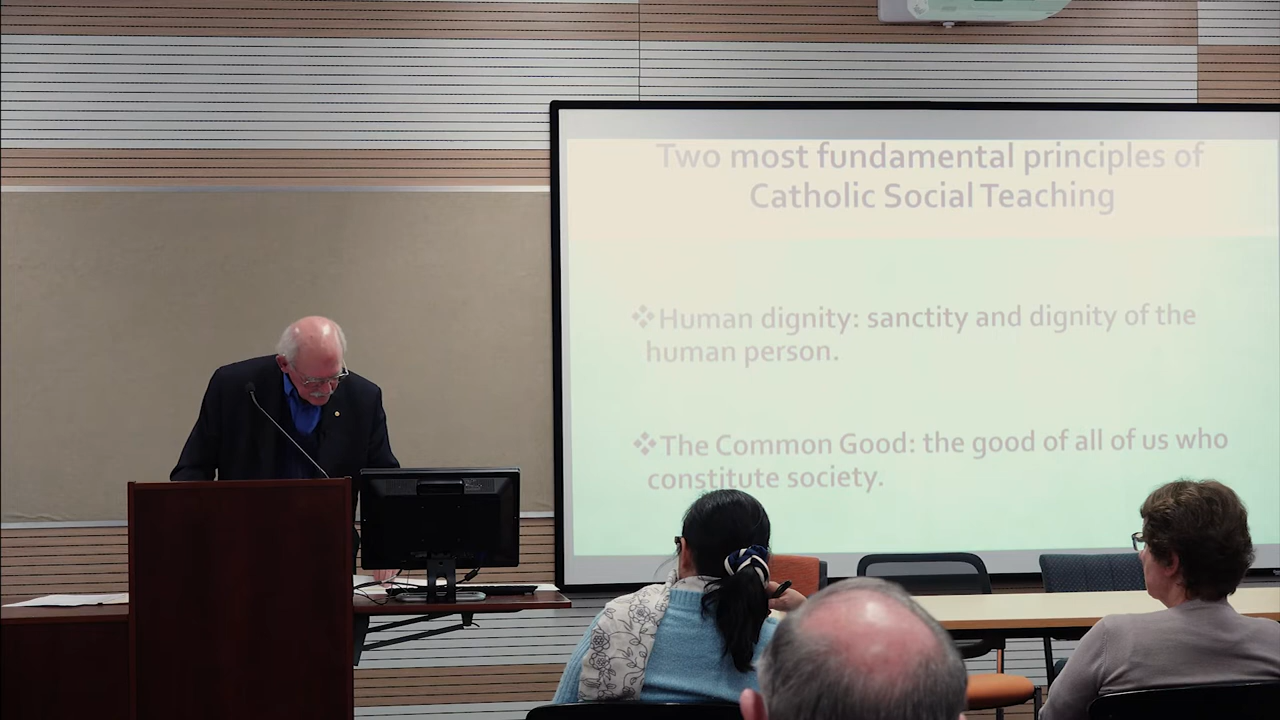 Two most fundamental principles of
Catholic Social Teaching
❖Human dignity: sanctity and dignity of the
human person.
❖The Common Good: the good of all of us who
constitute society.